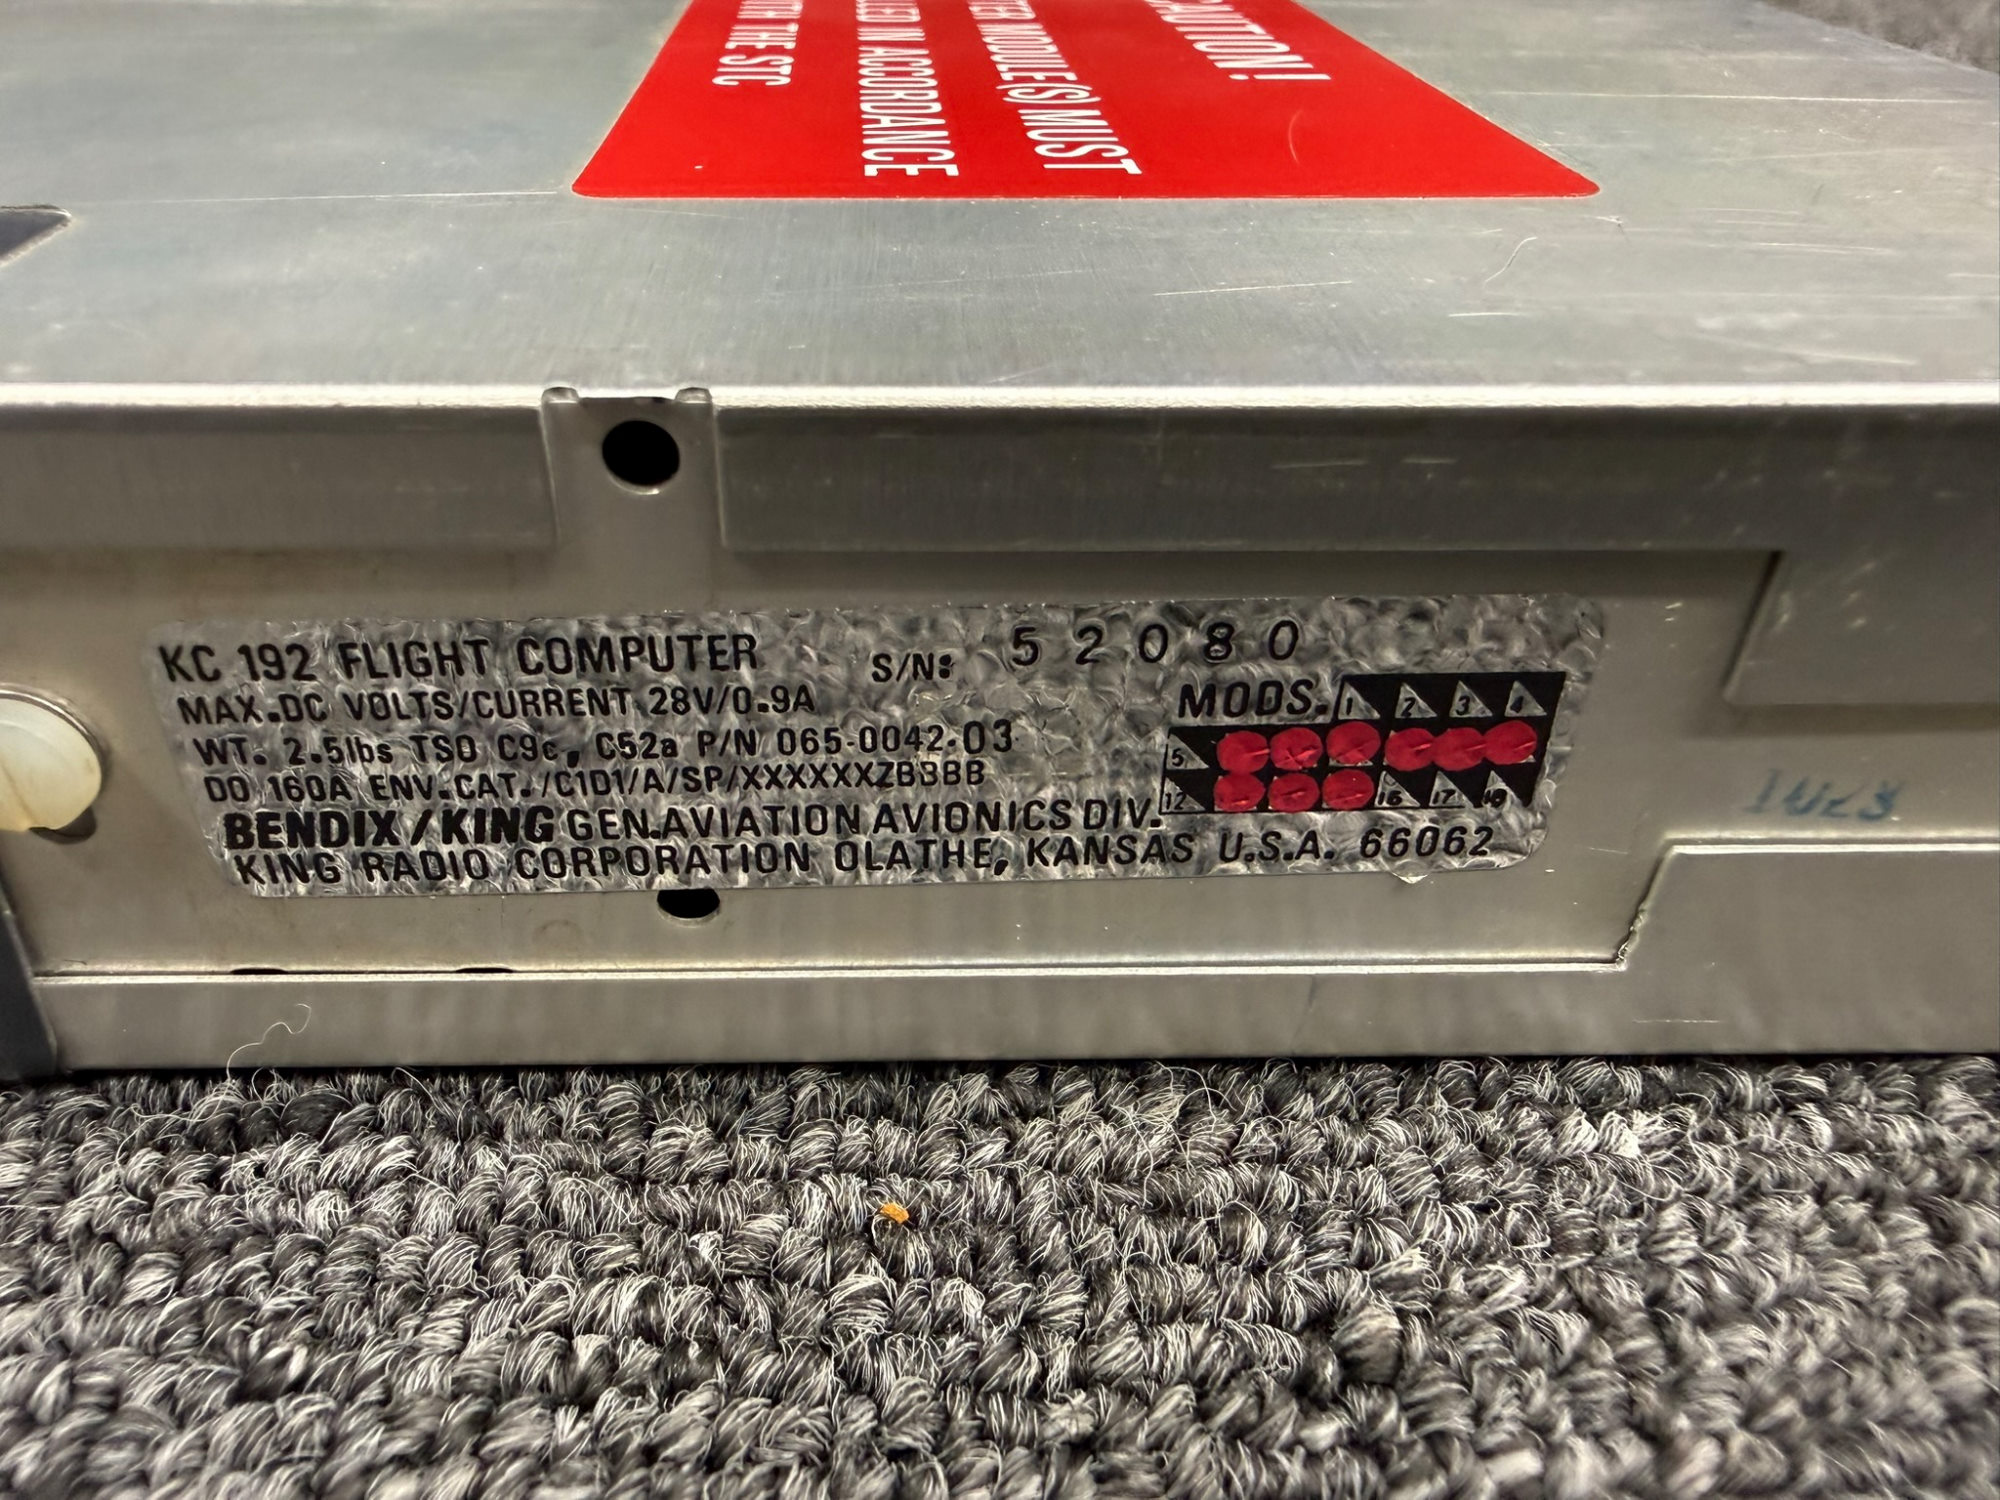 CAUTION!
MODULE(S) MUST
IN ACCORDANCE
THE STC
KC 192 FLIGHT COMPUTER S/N: 52080
MAX.DC VOLTS/CURRENT 28V/0.9A MODS. 1 2 3 4
WT. 2.5lbs TSO C9c, C52a P/N 065-0042-03 5
DO 160A ENV.CAT./C1D1/A/SP/XXXXXXZBBBB 12 16 17 18
BENDIX/KING GEN.AVIATION AVIONICS DIV.
KING RADIO CORPORATION OLATHE, KANSAS U.S.A. 66062